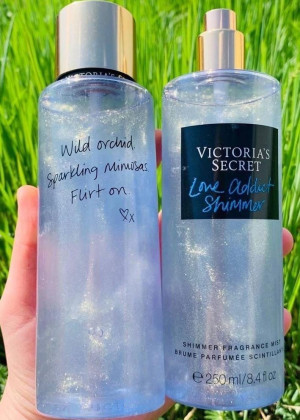 VICTORIA'S
Wild orchid.
Sparkling Mimosas.
Flirt on
x
VICTORIA'S
SECRET
Love addict
Shimmer
SHIMMER FRAGRANCE MIST
BRUME PARFUMÉE SCINTILLANTE
℮ 250 ml/8.4 fl oz